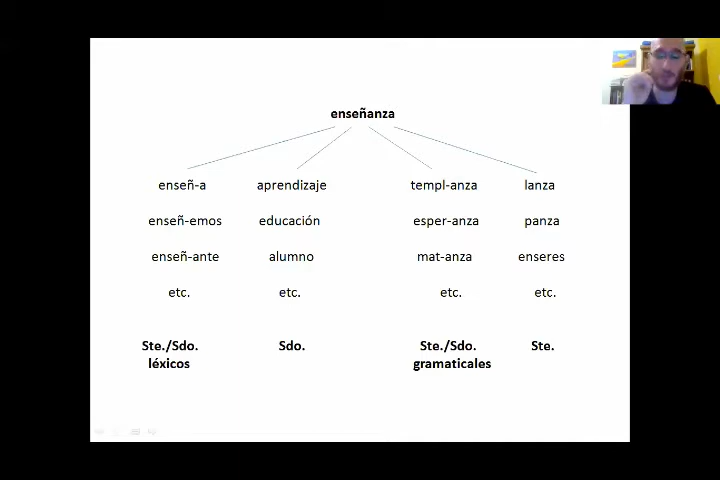 enseñanza
enseñ-a aprendizaje templ-anza lanza
enseñ-emos educación esper-anza panza
enseñ-ante alumno mat-anza enseres
etc. etc. etc. etc.
Ste./Sdo. Sdo. Ste./Sdo. Ste.
léxicos gramaticales